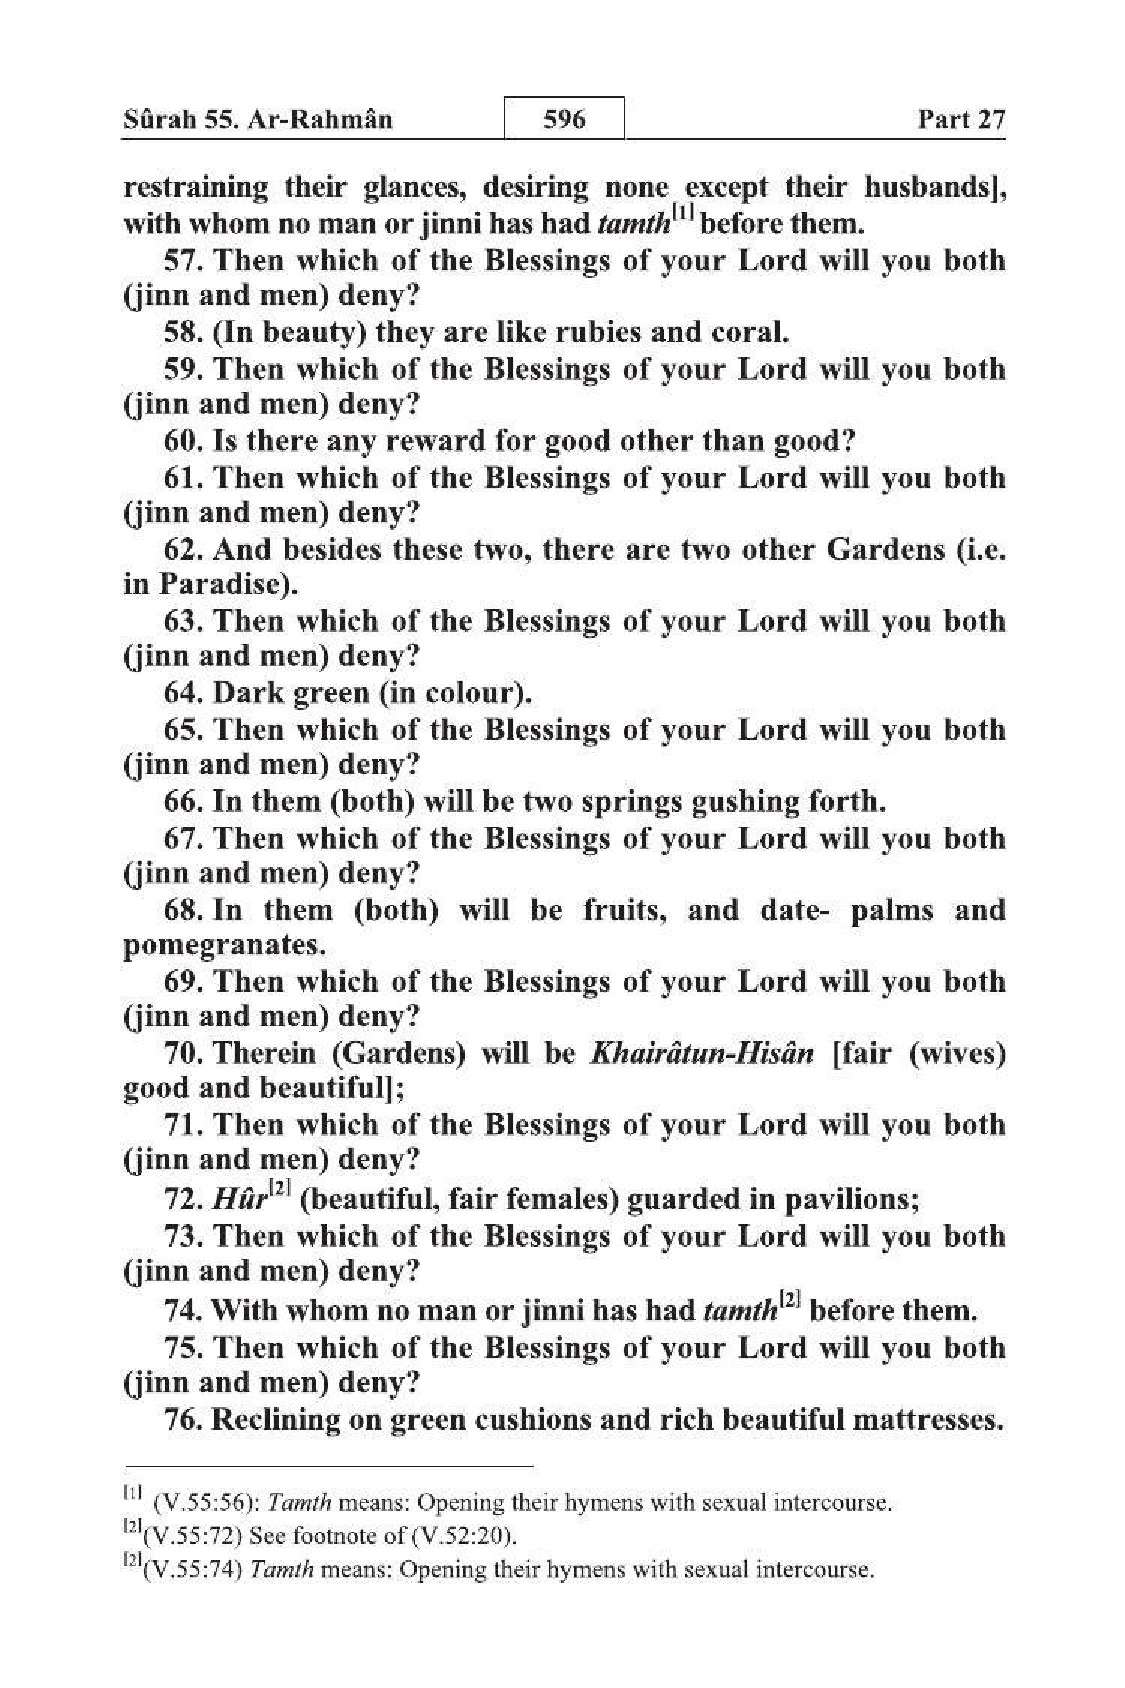 Sûrah 55. Ar-Rahmân 596 Part 27
restraining their glances, desiring none except their husbands],
with whom no man or jinni has had tamth[1] before them.
57. Then which of the Blessings of your Lord will you both
(jinn and men) deny?
58. (In beauty) they are like rubies and coral.
59. Then which of the Blessings of your Lord will you both
(jinn and men) deny?
60. Is there any reward for good other than good?
61. Then which of the Blessings of your Lord will you both
(jinn and men) deny?
62. And besides these two, there are two other Gardens (i.e.
in Paradise).
63. Then which of the Blessings of your Lord will you both
(jinn and men) deny?
64. Dark green (in colour).
65. Then which of the Blessings of your Lord will you both
(jinn and men) deny?
66. In them (both) will be two springs gushing forth.
67. Then which of the Blessings of your Lord will you both
(jinn and men) deny?
68. In them (both) will be fruits, and date- palms and
pomegranates.
69. Then which of the Blessings of your Lord will you both
(jinn and men) deny?
70. Therein (Gardens) will be Khairâtun-Hisân [fair (wives)
good and beautiful];
71. Then which of the Blessings of your Lord will you both
(jinn and men) deny?
72. Hûr[2] (beautiful, fair females) guarded in pavilions;
73. Then which of the Blessings of your Lord will you both
(jinn and men) deny?
74. With whom no man or jinni has had tamth[2] before them.
75. Then which of the Blessings of your Lord will you both
(jinn and men) deny?
76. Reclining on green cushions and rich beautiful mattresses.
[1] (V.55:56): Tamth means: Opening their hymens with sexual intercourse.
[2](V.55:72) See footnote of (V.52:20).
[2](V.55:74) Tamth means: Opening their hymens with sexual intercourse.